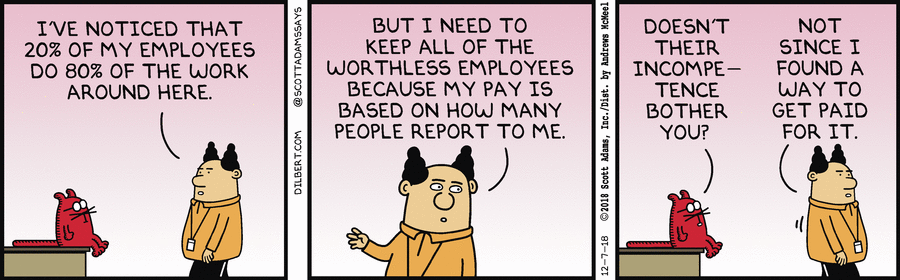 I'VE NOTICED THAT
20% OF MY EMPLOYEES
DO 80% OF THE WORK
AROUND HERE.
DILBERT.COM @SCOTTADAMSSAYS
BUT I NEED TO
KEEP ALL OF THE
WORTHLESS EMPLOYEES
BECAUSE MY PAY IS
BASED ON HOW MANY
PEOPLE REPORT TO ME.
12-7-18 ©2018 Scott Adams, Inc./Dist. by Andrews McMeel
DOESN'T
THEIR
INCOMPE-
TENCE
BOTHER
YOU?
NOT
SINCE I
FOUND A
WAY TO
GET PAID
FOR IT.